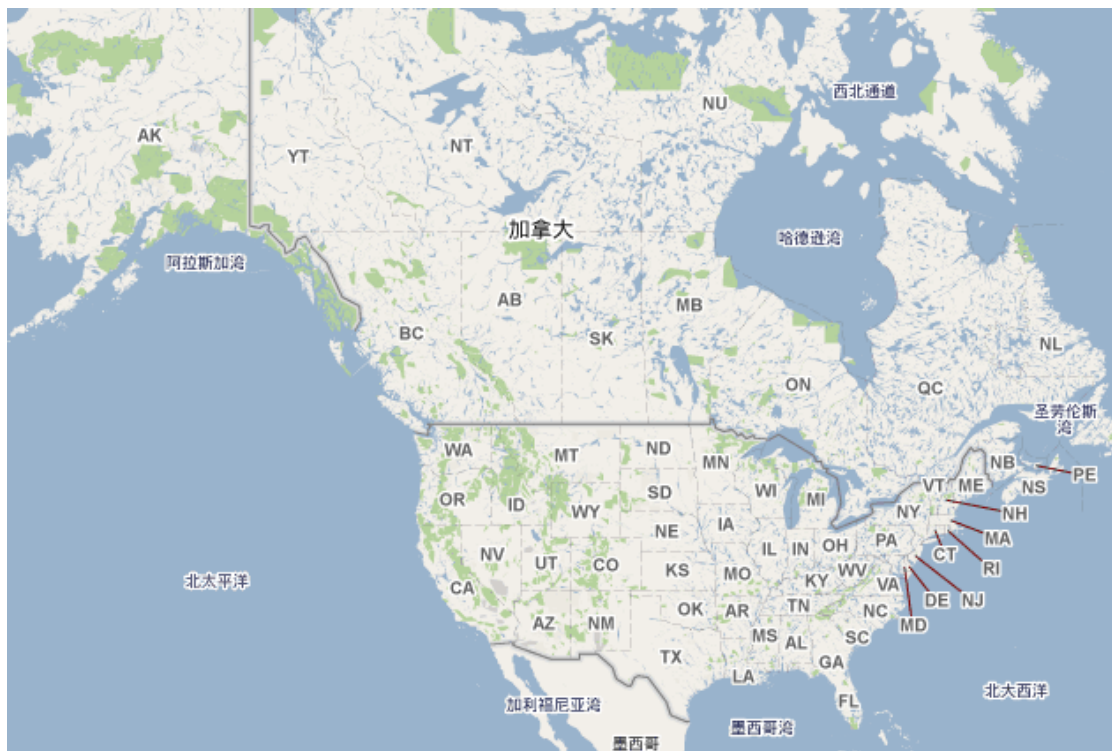 NU
西北通道
AK
YT
NT
加拿大
哈德逊湾
阿拉斯加湾
AB
MB
BC
SK
NL
ON
QC
圣劳伦斯
湾
WA
MT
ND
MN
NB
PE
VT
ME
NS
OR
ID
SD
WI
MI
WY
NY
NH
IA
NE
MA
PA
OH
IL
IN
NV
UT
CO
CT
KS
MO
WV
RI
北太平洋
CA
KY
VA
DE
NJ
OK
AR
TN
NC
AZ
NM
MD
MS
AL
SC
TX
GA
LA
北大西洋
FL
加利福尼亚湾
墨西哥湾
墨西哥